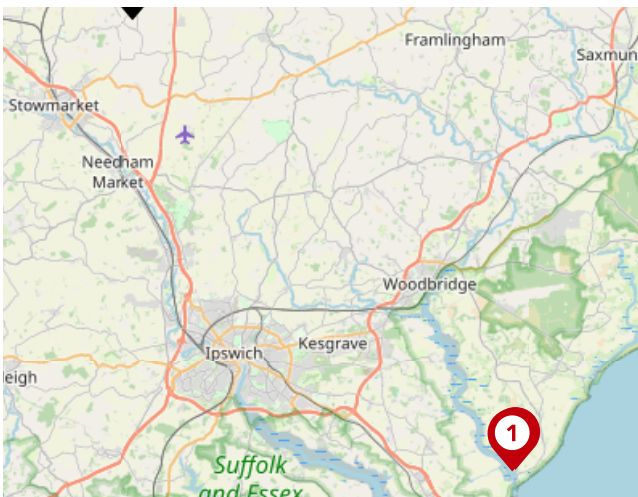 Framlingham
Saxmun
Stowmarket
Needham
Market
Woodbridge
Kesgrave
Ipswich
leigh
1
Suffolk
and Essex